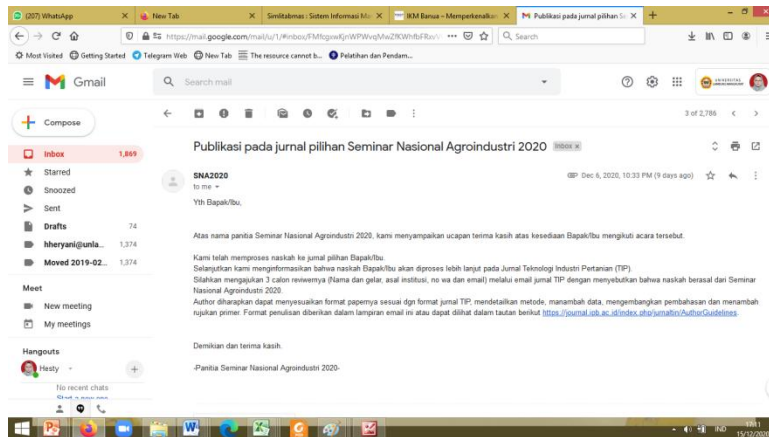 (207) WhatsApp
New Tab
Simlitabmas : Sistem Informasi Ma
IKM Banua – Memperkenalkan
Publikasi pada jurnal pilihan Se
https://mail.google.com/mail/u/1/#inbox/
Search
Most Visited
Getting Started
Telegram Web
New Tab
The resource cannot b...
Pelatihan dan Pendam...
Gmail
Search mail
Compose
3 of 2,786
Inbox 1,869
Starred
Snoozed
Sent
Drafts 74
hheryani@unla... 1,374
Moved 2019-02... 1,374
Meet
New meeting
My meetings
Hangouts
Hesty
No recent chats
Start a new one
Publikasi pada jurnal pilihan Seminar Nasional Agroindustri 2020 Inbox x
SNA2020
Dec 6, 2020, 10:33 PM (9 days ago)
to me
Yth Bapak/Ibu,
Atas nama panitia Seminar Nasional Agroindustri 2020, kami menyampaikan ucapan terima kasih atas kesediaan Bapak/Ibu mengikuti acara tersebut.
Kami telah memproses naskah ke jurnal pilihan Bapak/Ibu.
Selanjutkan kami menginformasikan bahwa naskah Bapak/Ibu akan diproses lebih lanjut pada Jurnal Teknologi Industri Pertanian (TIP).
Silahkan mengajukan 3 calon reviwernya (Nama dan gelar, asal institusi, no wa dan email) melalui email jurnal TIP dengan menyebutkan bahwa naskah berasal dari Seminar
Nasional Agroindustri 2020.
Author diharapkan dapat menyesuaikan format papernya sesuai dgn format jurnal TIP, mendetailkan metode, manambah data, mengembangkan pembahasan dan menambah
rujukan primer. Format penulisan diberikan dalam lampiran email ini atau dapat dilihat dalam tautan berikut https://journal.ipb.ac.id/index.php/jurnaltin/AuthorGuidelines.
Demikian dan terima kasih.
-Panitia Seminar Nasional Agroindustri 2020-
IND
17:11
15/12/2020